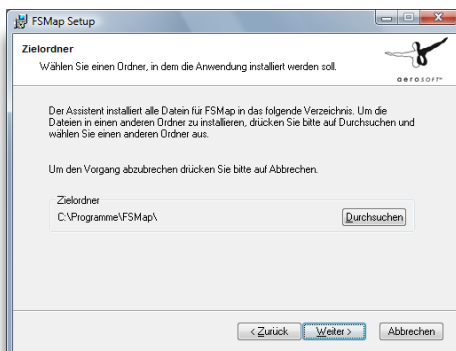 FSMap Setup
Zielordner
Wählen Sie einen Ordner, in dem die Anwendung installiert werden soll.
aerosoft™
Der Assistent installiert alle Datein für FSMap in das folgende Verzeichnis. Um die
Dateien in einen anderen Ordner zu installieren, drücken Sie bitte auf Durchsuchen und
wählen Sie einen anderen Ordner aus.
Um den Vorgang abzubrechen drücken Sie bitte auf Abbrechen.
Zielordner
C:\Programme\FSMap\
Durchsuchen
< Zurück
Weiter >
Abbrechen